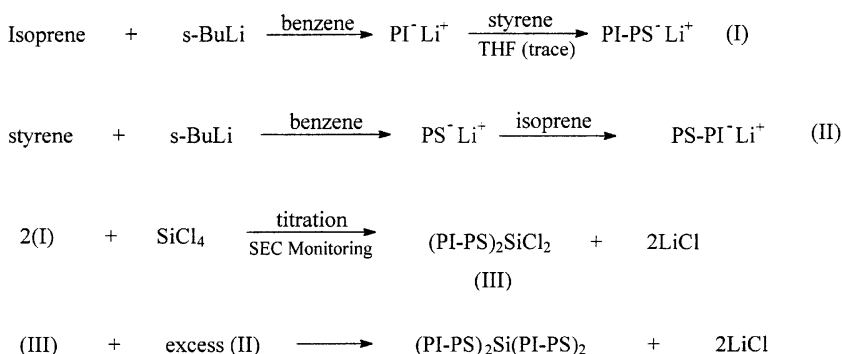 Isoprene + s-BuLi benzene PI⁻Li⁺ styrene THF (trace) PI-PS⁻Li⁺ (I)
styrene + s-BuLi benzene PS⁻Li⁺ isoprene PS-PI⁻Li⁺ (II)
2(I) + SiCl₄ titration SEC Monitoring (PI-PS)₂SiCl₂ + 2LiCl
(III)
(III) + excess (II) (PI-PS)₂Si(PI-PS)₂ + 2LiCl